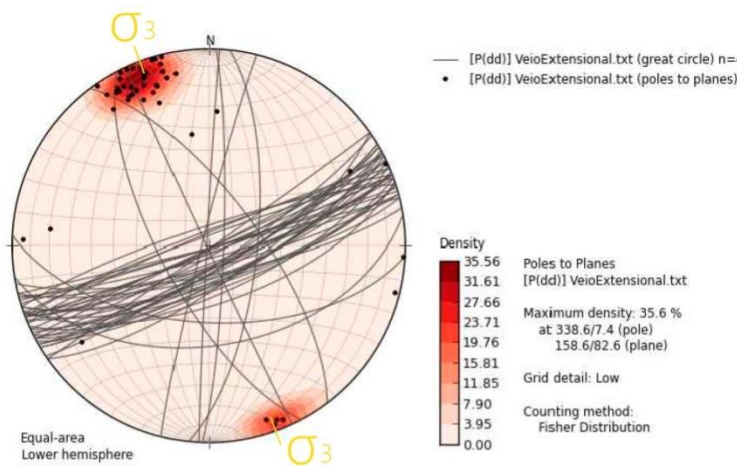 σ3
N
[P(dd)] VeioExtensional.txt (great circle) n=
[P(dd)] VeioExtensional.txt (poles to planes)
Density
35.56
31.61
27.66
23.71
19.76
15.81
11.85
7.90
3.95
0.00
Poles to Planes
[P(dd)] VeioExtensional.txt
Maximum density: 35.6 %
at 338.6/7.4 (pole)
158.6/82.6 (plane)
Grid detail: Low
Counting method:
Fisher Distribution
Equal-area
Lower hemisphere
σ3